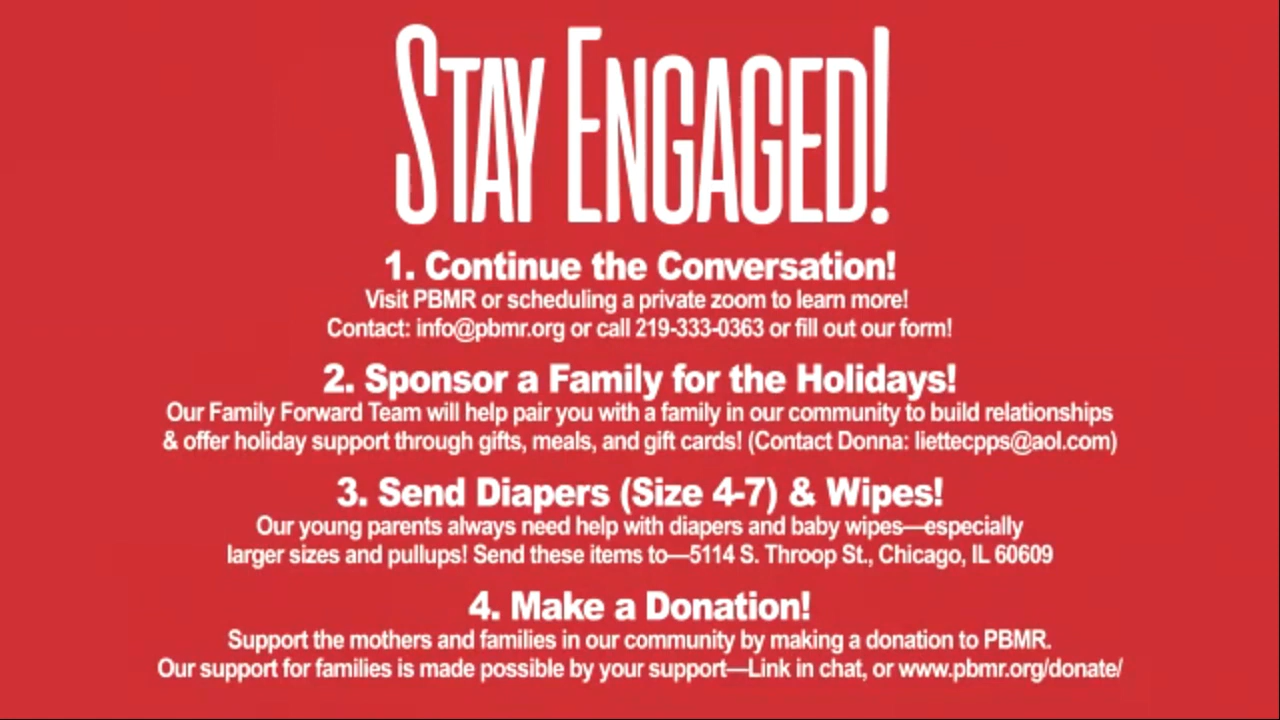 STAY ENGAGED!
1. Continue the Conversation!
Visit PBMR or scheduling a private zoom to learn more!
Contact: info@pbmr.org or call 219-333-0363 or fill out our form!
2. Sponsor a Family for the Holidays!
Our Family Forward Team will help pair you with a family in our community to build relationships
& offer holiday support through gifts, meals, and gift cards! (Contact Donna: liettecpps@aol.com)
3. Send Diapers (Size 4-7) & Wipes!
Our young parents always need help with diapers and baby wipes—especially
larger sizes and pullups! Send these items to—5114 S. Throop St., Chicago, IL 60609
4. Make a Donation!
Support the mothers and families in our community by making a donation to PBMR.
Our support for families is made possible by your support—Link in chat, or www.pbmr.org/donate/